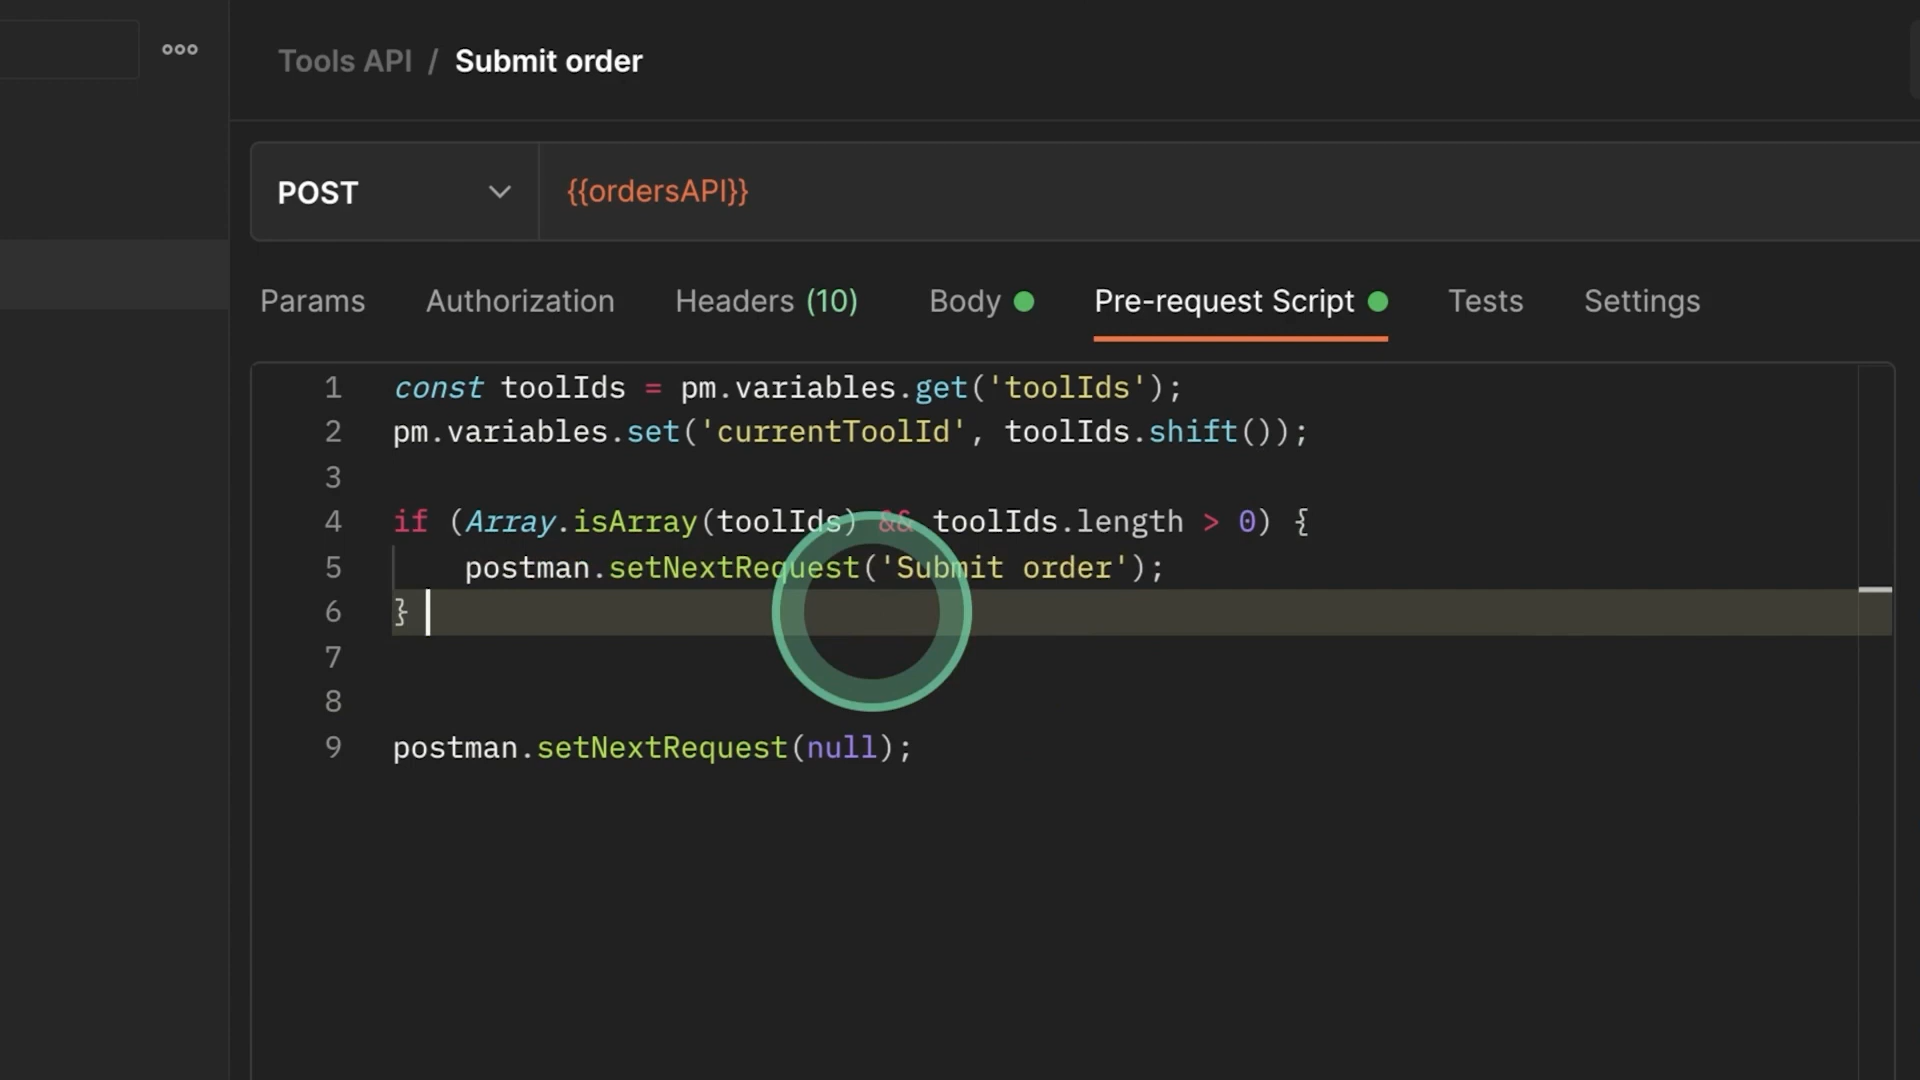 Tools API / Submit order
POST {{ordersAPI}}
Params Authorization Headers (10) Body Pre-request Script Tests Settings
1 const toolIds = pm.variables.get('toolIds');
2 pm.variables.set('currentToolId', toolIds.shift());
3
4 if (Array.isArray(toolIds) && toolIds.length > 0) {
5 postman.setNextRequest('Submit order');
6 }
7
8
9 postman.setNextRequest(null);